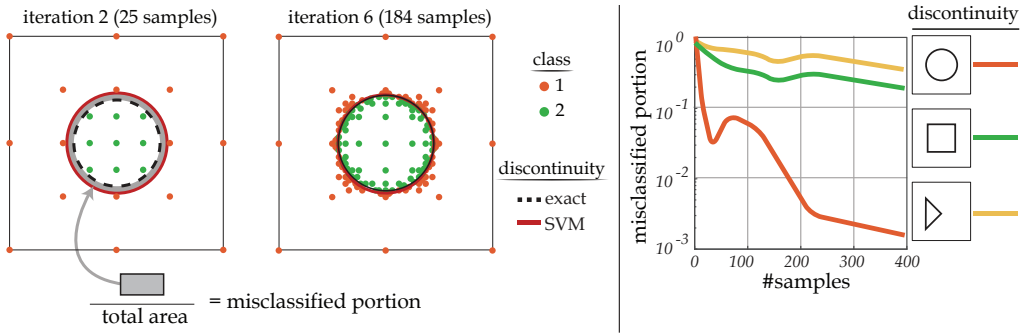 iteration 2 (25 samples)
iteration 6 (184 samples)
class
1
2
discontinuity
exact
SVM
total area
= misclassified portion
discontinuity
misclassified portion
10^0
10^-1
10^-2
10^-3
0 100 200 300 400
#samples